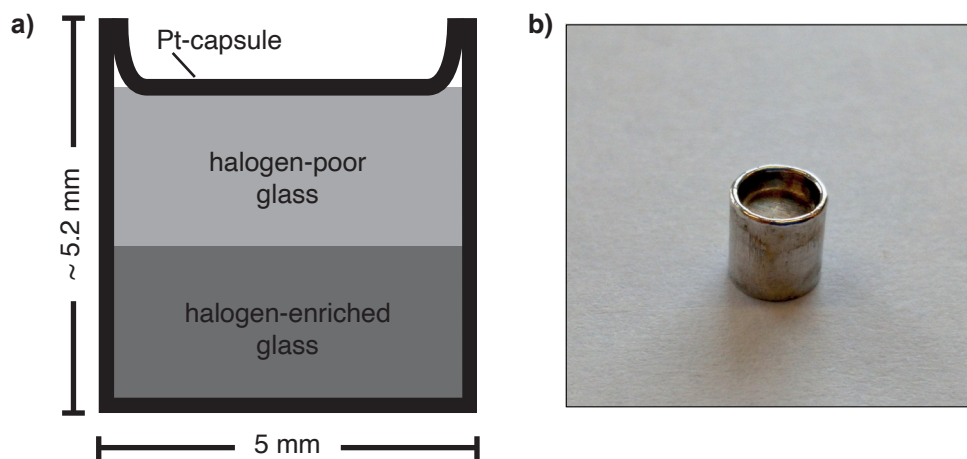 a)
Pt-capsule
halogen-poor
glass
halogen-enriched
glass
~ 5.2 mm
5 mm
b)